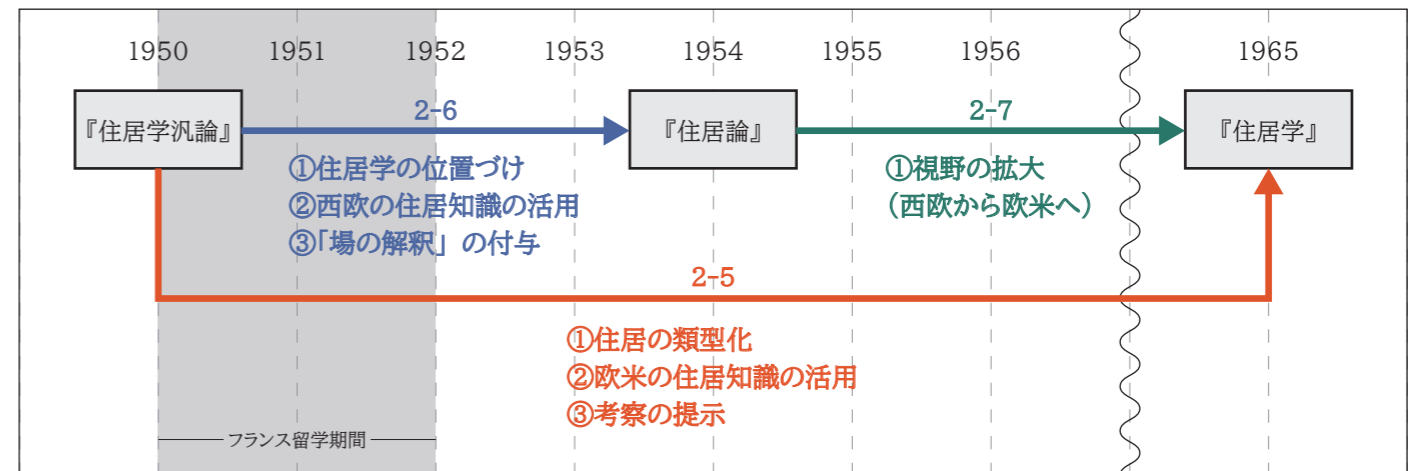 1950 1951 1952 1953 1954 1955 1956 1965
『住居学汎論』 2-6 『住居論』 2-7 『住居学』
①住居学の位置づけ
②西欧の住居知識の活用
③「場の解釈」の付与
①視野の拡大
（西欧から欧米へ）
2-5
①住居の類型化
②欧米の住居知識の活用
③考察の提示
フランス留学期間